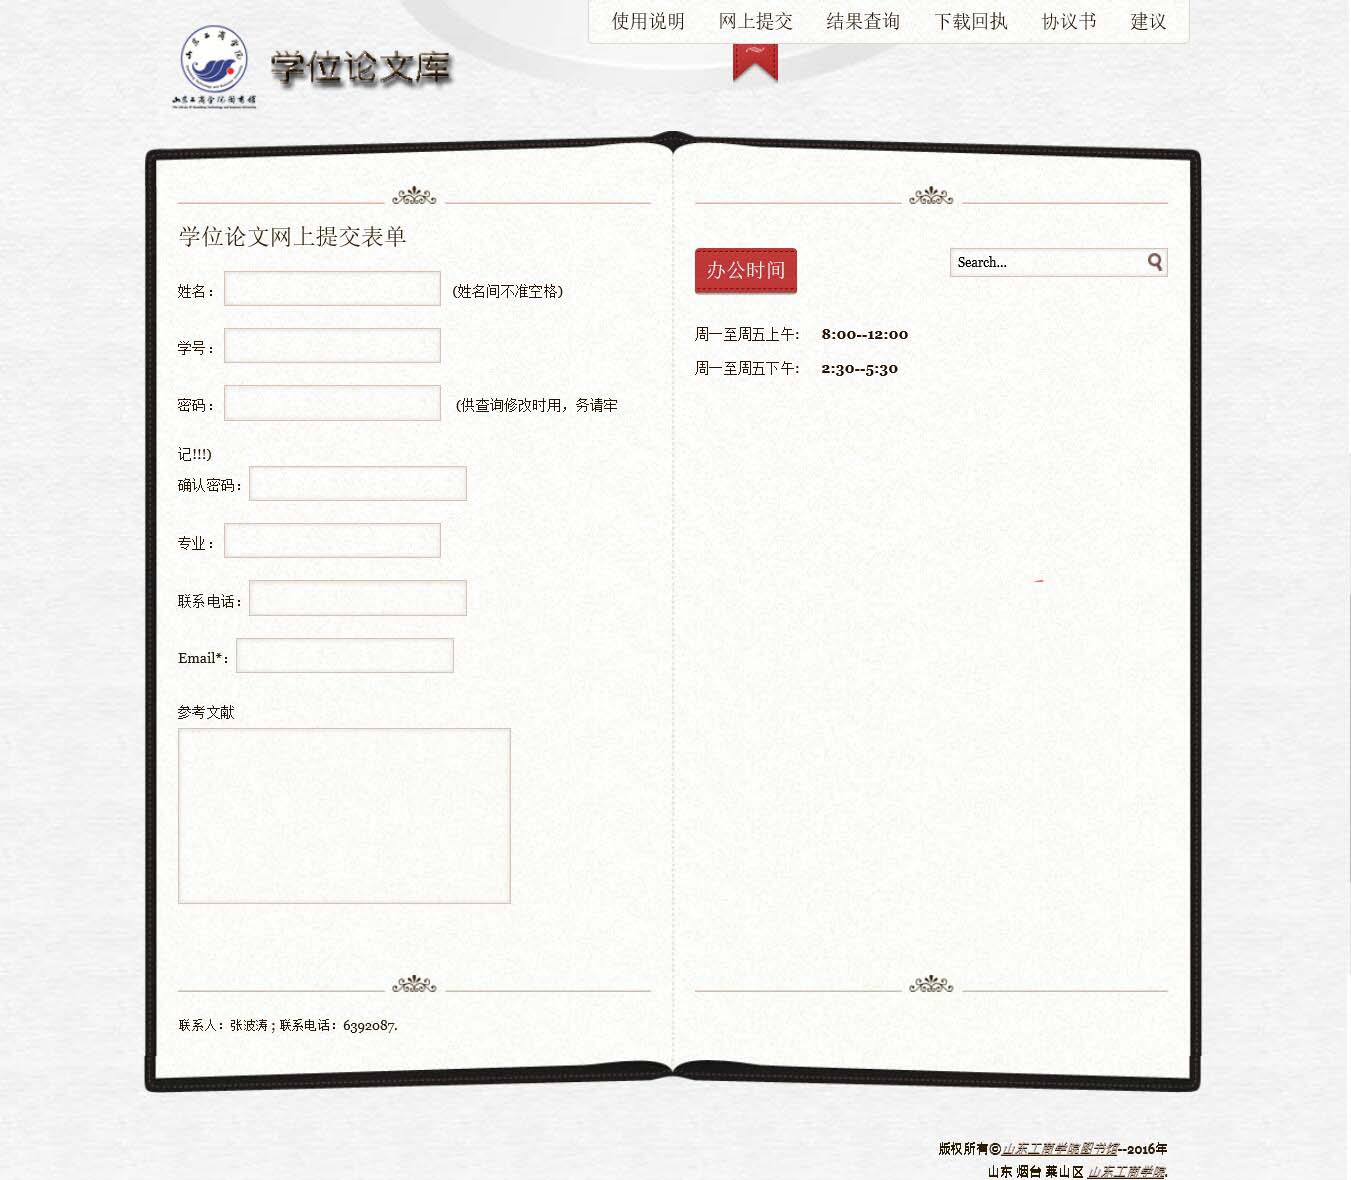 使用说明 网上提交 结果查询 下载回执 协议书 建议
山东工商学院
山东工商学院图书馆
学位论文库
学位论文网上提交表单
姓名： (姓名间不准空格)
学号：
密码： (供查询修改时用，务请牢
记!!!)
确认密码：
专业：
联系电话：
Email*：
参考文献
联系人：张波涛 ; 联系电话：6392087.
办公时间
Search...
周一至周五上午: 8:00--12:00
周一至周五下午: 2:30--5:30
版权所有©山东工商学院图书馆--2016年
山东 烟台 莱山区 山东工商学院.